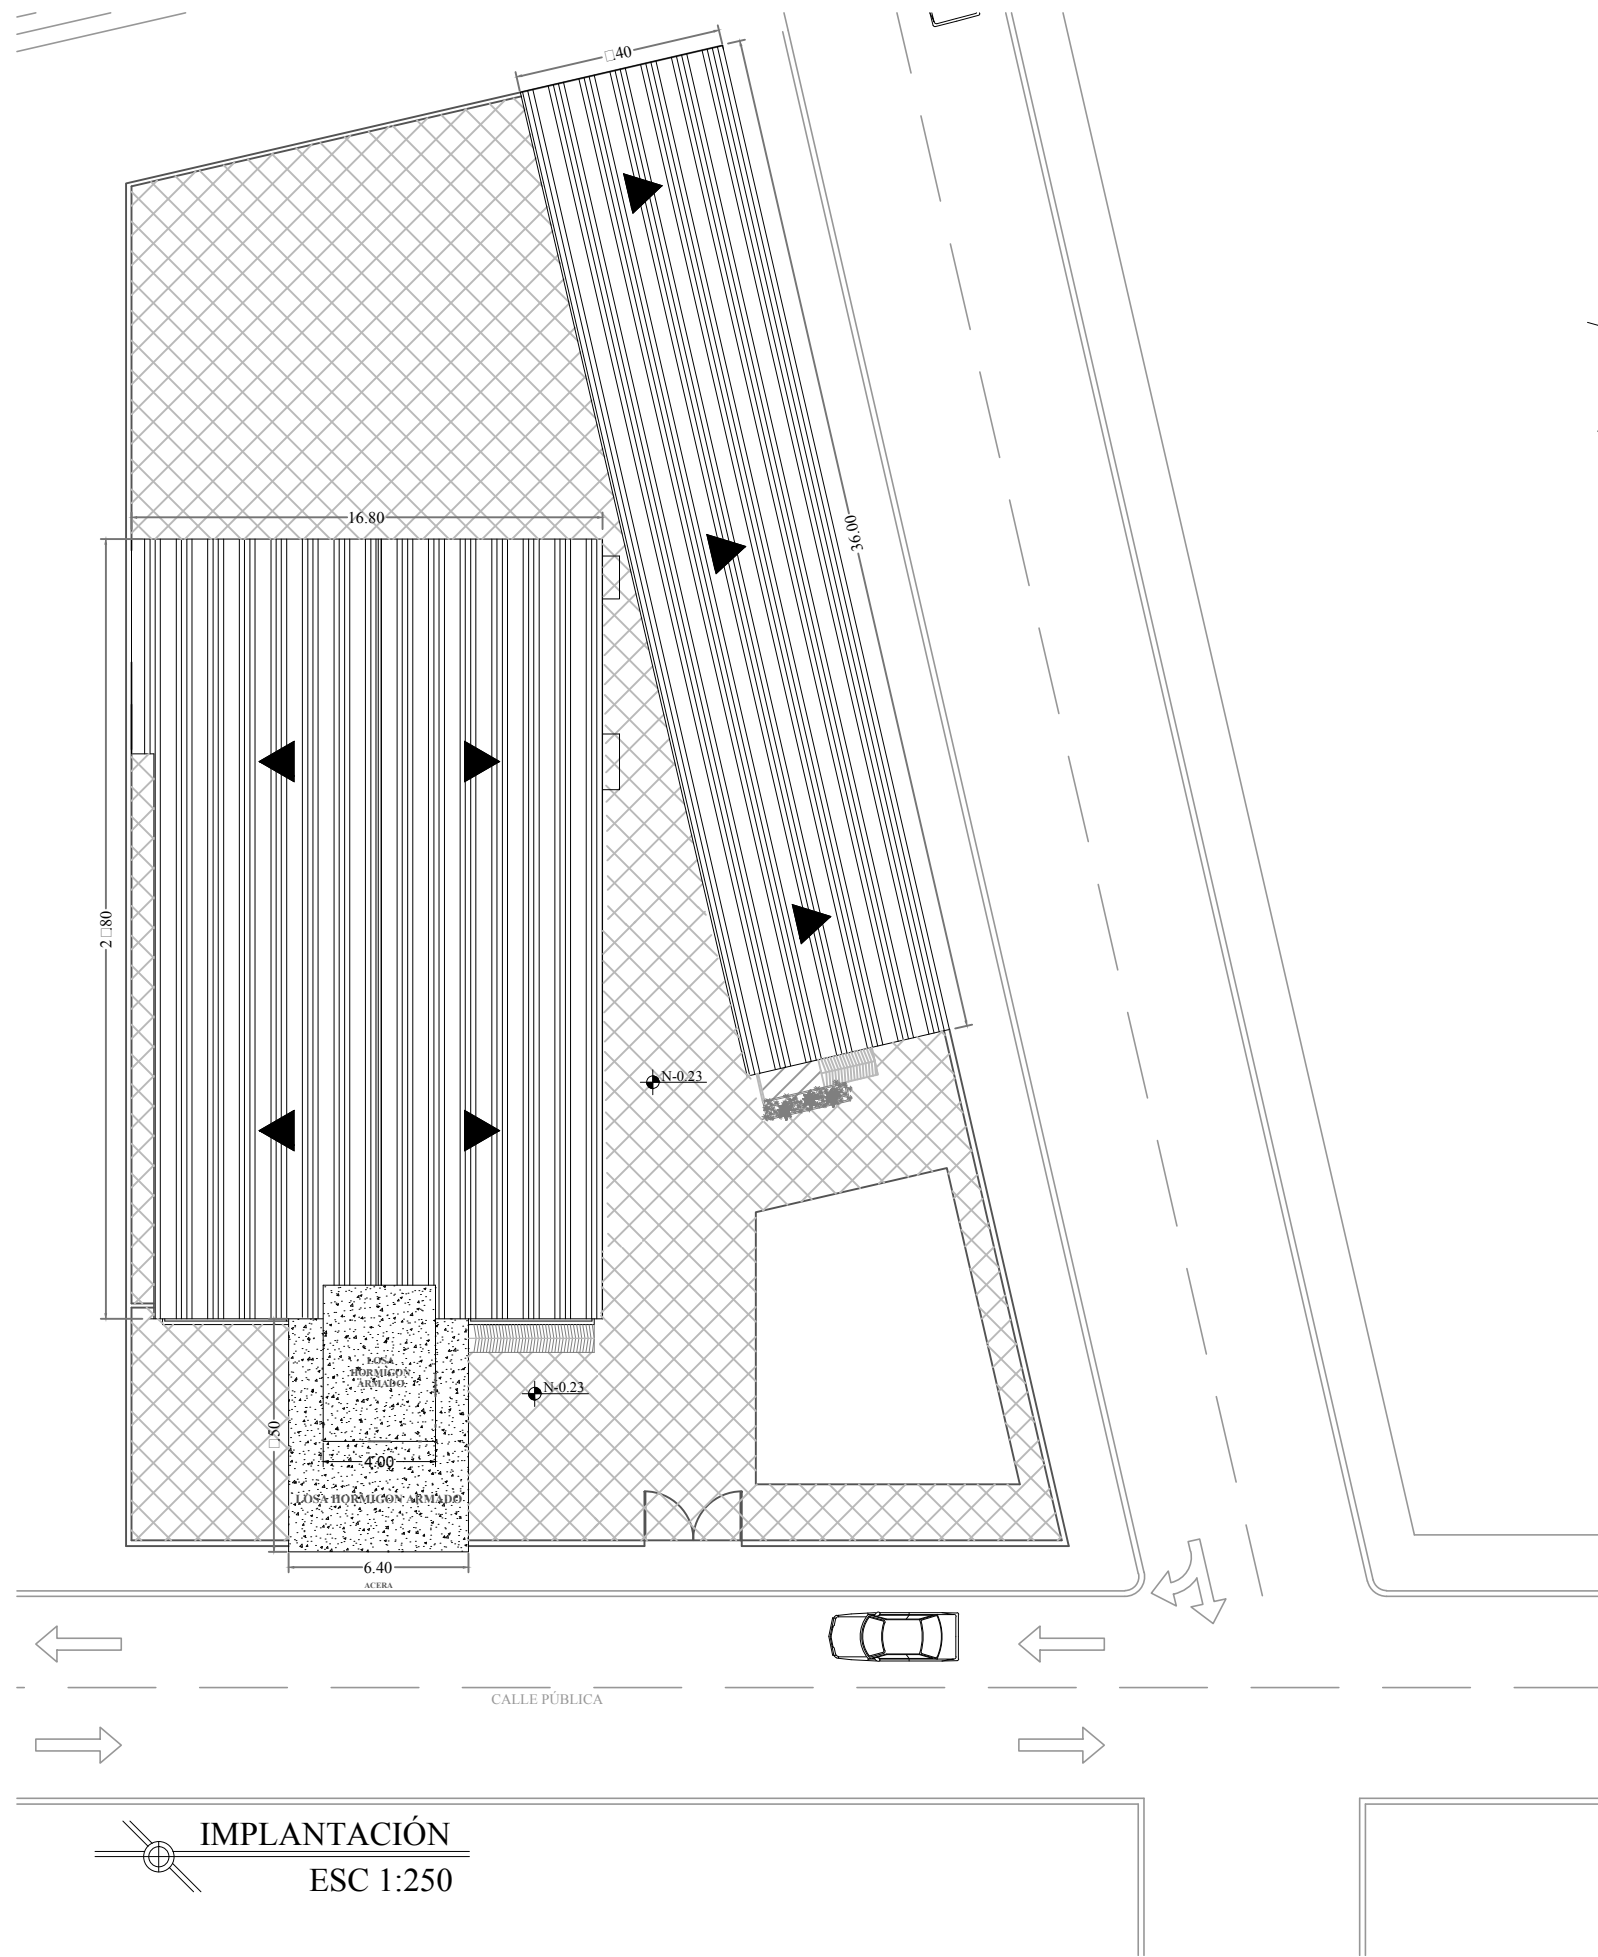 □40
16.80
36.00
2□.80
N-0.23
LOSA
HORMIGON
ARMADO
N-0.23
□.50
4.00
LOSA HORMIGON ARMADO
6.40
ACERA
CALLE PÚBLICA
IMPLANTACIÓN
ESC 1:250